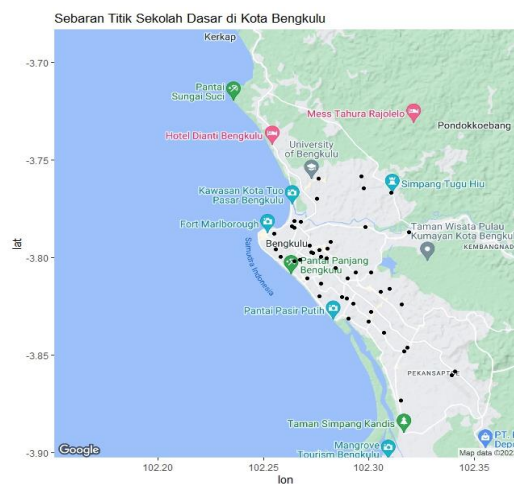 Sebaran Titik Sekolah Dasar di Kota Bengkulu
Kerkap
-3.70
Pantai
Sungai Suci
Mess Tahura Rajolelo
Pondokkoebang
Hotel Dianti Bengkulu
University
of Bengkulu
-3.75
Simpang Tugu Hiu
Kawasan Kota Tuo
Pasar Bengkulu
Fort Marlborough
Taman Wisata Pulau
Kumayan Kota Bengku
KEMBANGNAD
lat
Bengkulu
-3.80
Pantai Panjang
Bengkulu
Samudra Indonesia
Pantai Pasir Putih
-3.85
Taman Simpang Kandis
PT.
Depo
Mangrove
Tourism Bengkulu
Google
Map data ©202
-3.90
102.20
102.25
102.30
102.35
lon